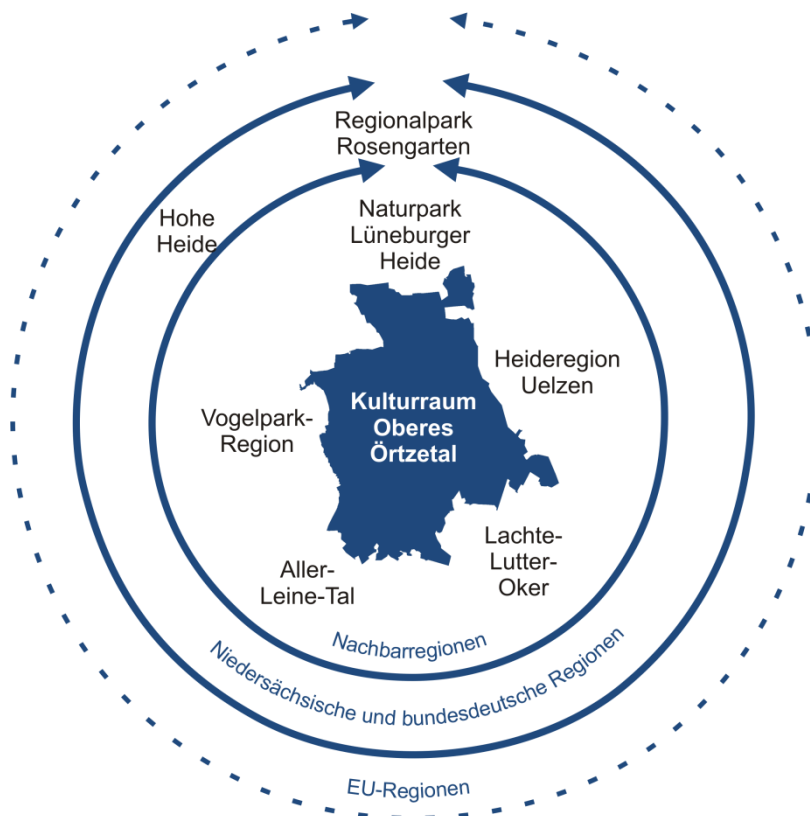 Regionalpark
Rosengarten
Hohe
Heide
Naturpark
Lüneburger
Heide
Heideregion
Uelzen
Vogelpark-
Region
Kulturraum
Oberes
Örtzetal
Lachte-
Lutter-
Oker
Aller-
Leine-Tal
Nachbarregionen
Niedersächsische und bundesdeutsche Regionen
EU-Regionen